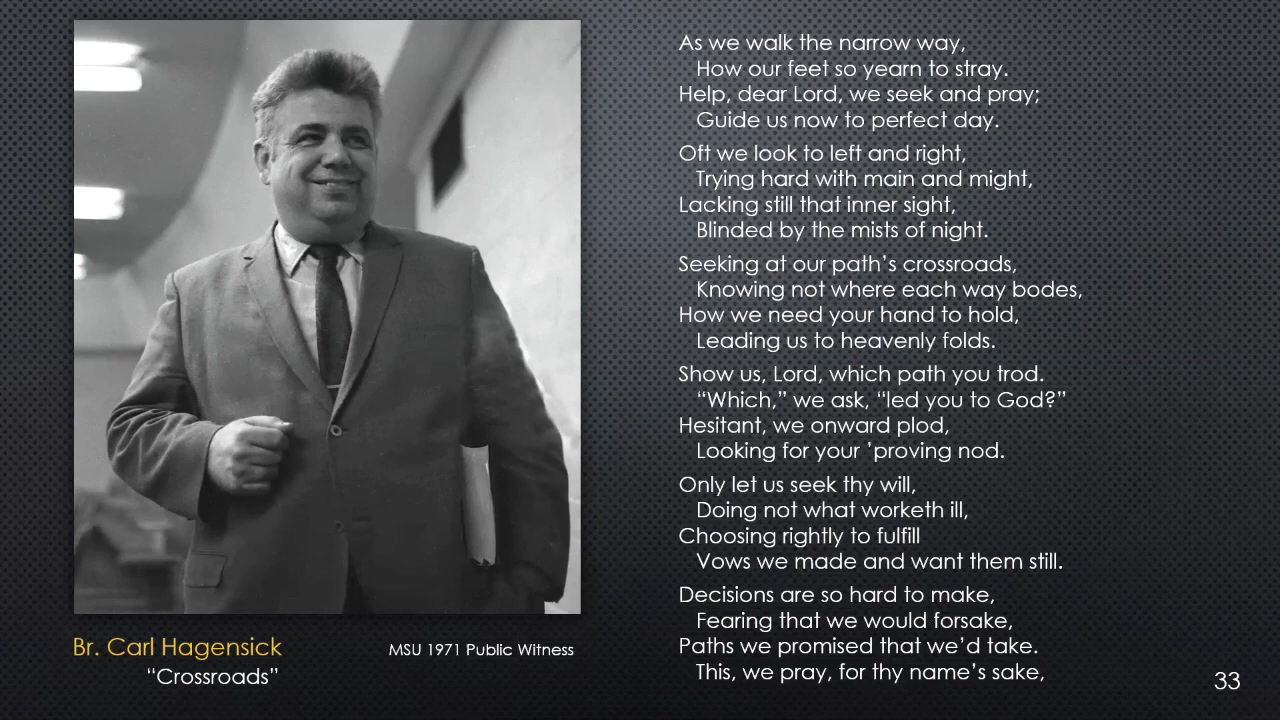 As we walk the narrow way,
How our feet so yearn to stray.
Help, dear Lord, we seek and pray;
Guide us now to perfect day.
Oft we look to left and right,
Trying hard with main and might,
Lacking still that inner sight,
Blinded by the mists of night.
Seeking at our path’s crossroads,
Knowing not where each way bodes,
How we need your hand to hold,
Leading us to heavenly folds.
Show us, Lord, which path you trod.
“Which,” we ask, “led you to God?”
Hesitant, we onward plod,
Looking for your ’proving nod.
Only let us seek thy will,
Doing not what worketh ill,
Choosing rightly to fulfill
Vows we made and want them still.
Decisions are so hard to make,
Fearing that we would forsake,
Paths we promised that we’d take.
This, we pray, for thy name’s sake,
Br. Carl Hagensick
“Crossroads”
MSU 1971 Public Witness
33